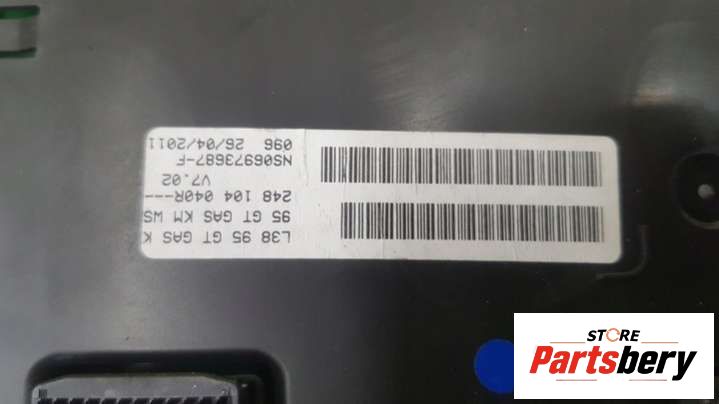 L38 95 GT GAS K
95 GT GAS KM WS
248 104 040R---
V7.02
NS06973687-F
096 26/04/2011
STORE
Partsbery